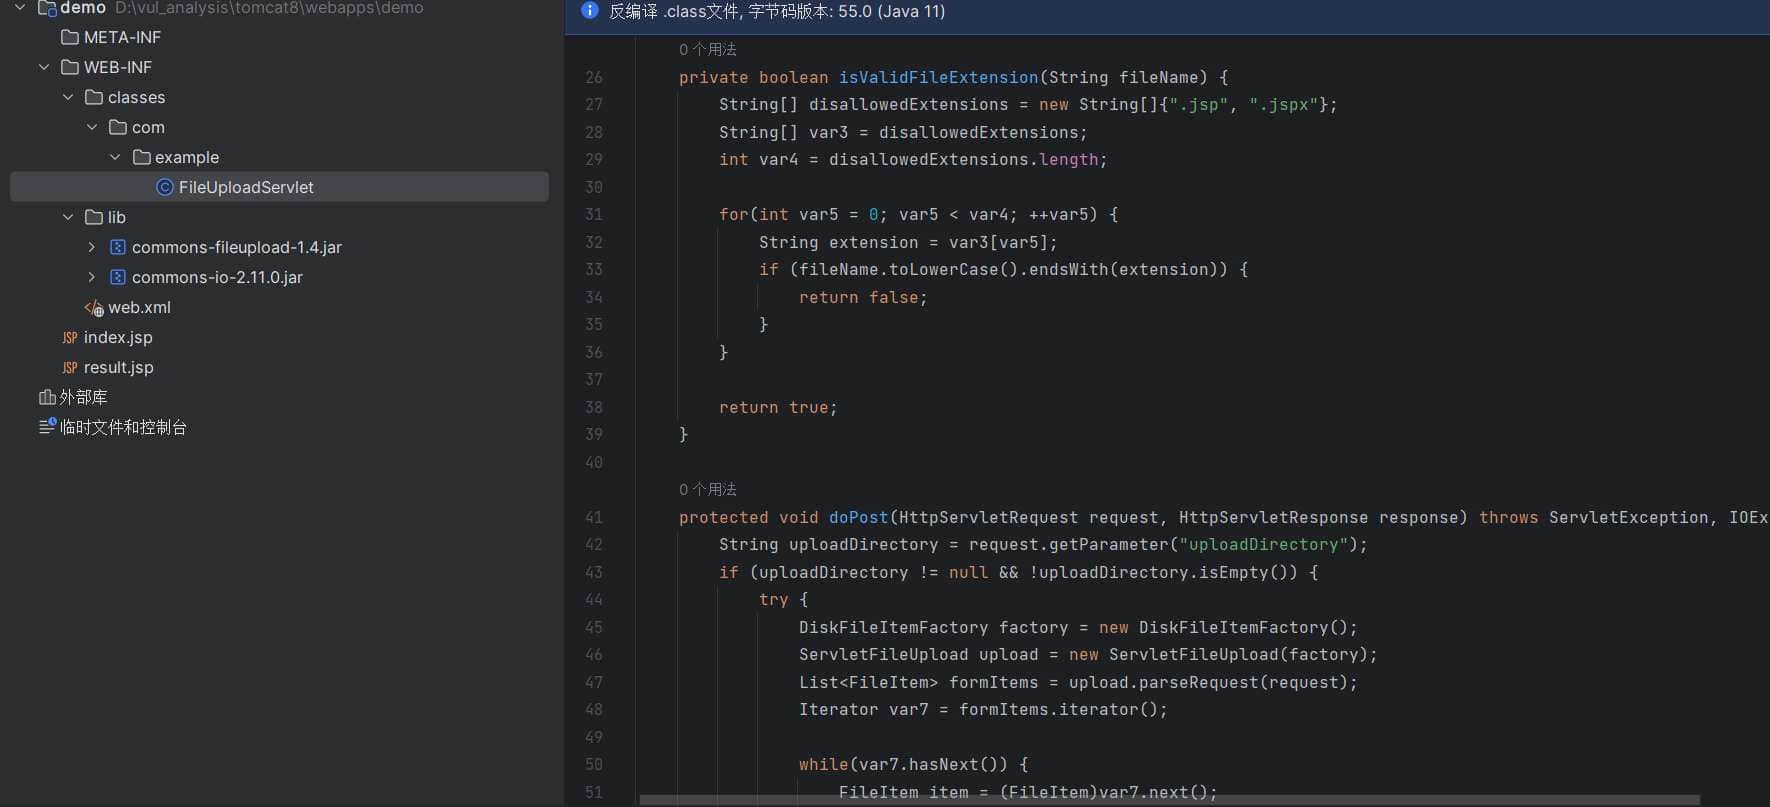 demo D:\vul_analysis\tomcat8\webapps\demo
META-INF
WEB-INF
classes
com
example
FileUploadServlet
lib
commons-fileupload-1.4.jar
commons-io-2.11.0.jar
web.xml
JSP index.jsp
JSP result.jsp
外部库
临时文件和控制台
反编译 .class文件, 字节码版本: 55.0 (Java 11)
0 个用法
26 private boolean isValidFileExtension(String fileName) {
27 String[] disallowedExtensions = new String[]{".jsp", ".jspx"};
28 String[] var3 = disallowedExtensions;
29 int var4 = disallowedExtensions.length;
30
31 for(int var5 = 0; var5 < var4; ++var5) {
32 String extension = var3[var5];
33 if (fileName.toLowerCase().endsWith(extension)) {
34 return false;
35 }
36 }
37
38 return true;
39 }
40
0 个用法
41 protected void doPost(HttpServletRequest request, HttpServletResponse response) throws ServletException, IOEx
42 String uploadDirectory = request.getParameter("uploadDirectory");
43 if (uploadDirectory != null && !uploadDirectory.isEmpty()) {
44 try {
45 DiskFileItemFactory factory = new DiskFileItemFactory();
46 ServletFileUpload upload = new ServletFileUpload(factory);
47 List<FileItem> formItems = upload.parseRequest(request);
48 Iterator var7 = formItems.iterator();
49
50 while(var7.hasNext()) {
51 FileItem item = (FileItem)var7.next();